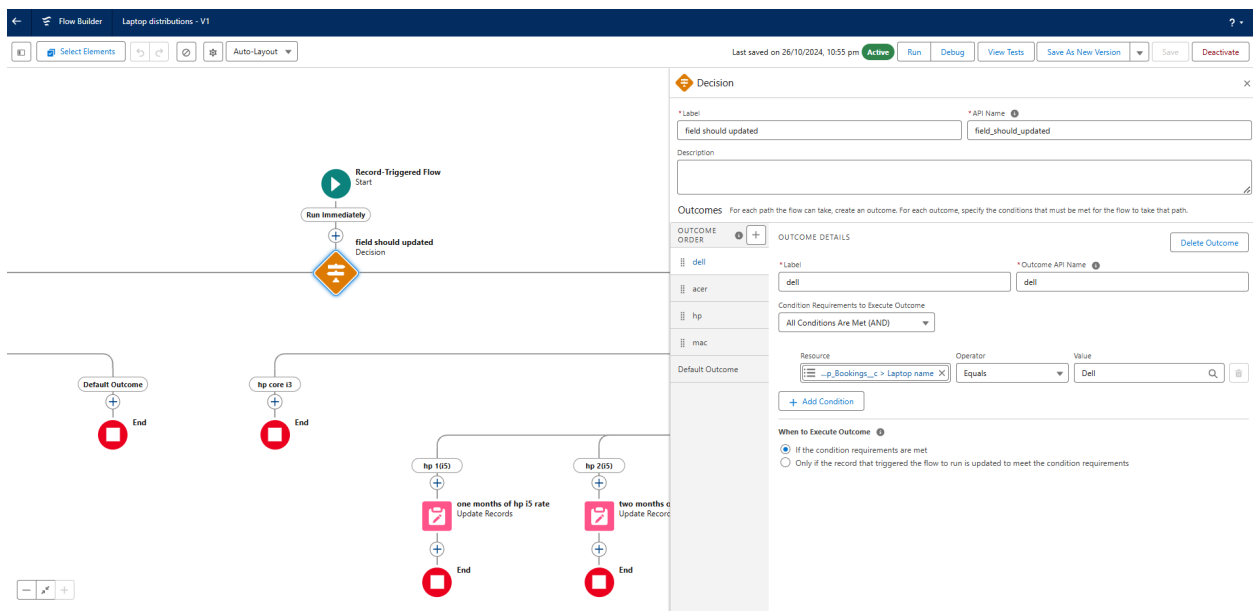 Flow Builder Laptop distributions - V1 ?
Select Elements Auto-Layout Last saved on 26/10/2024, 10:55 pm Active Run Debug View Tests Save As New Version Save Deactivate
Decision
*Label *API Name
field should updated field_should_updated
Description
Outcomes For each path the flow can take, create an outcome. For each outcome, specify the conditions that must be met for the flow to take that path.
OUTCOME ORDER OUTCOME DETAILS Delete Outcome
dell
acer
hp
mac
Default Outcome
*Label *Outcome API Name
dell dell
Condition Requirements to Execute Outcome
All Conditions Are Met (AND)
Resource Operator Value
...p_Bookings__c > Laptop name Equals Dell
+ Add Condition
When to Execute Outcome
If the condition requirements are met
Only if the record that triggered the flow to run is updated to meet the condition requirements
Record-Triggered Flow
Start
Run Immediately
field should updated
Decision
Default Outcome
End
hp core i3
End
hp 1(i5)
one months of hp i5 rate
Update Records
End
hp 2(i5)
two months
Update
End